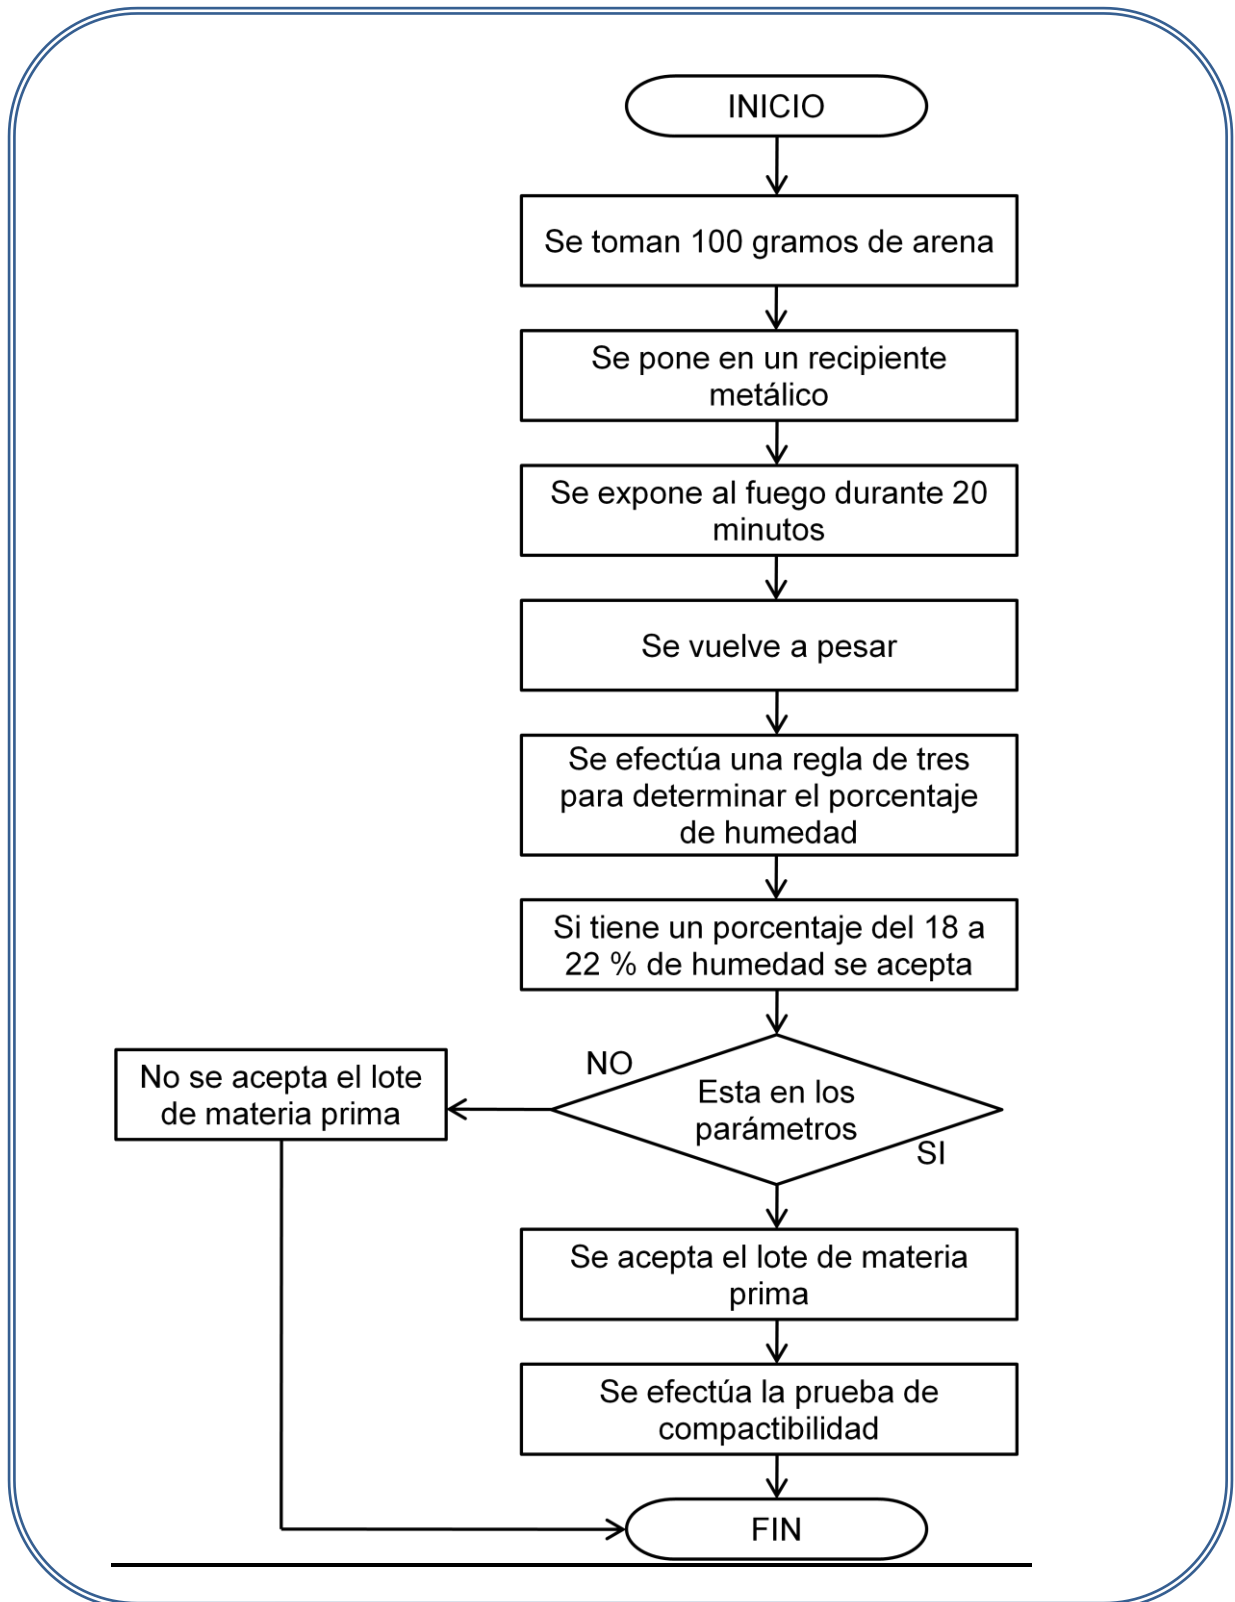 INICIO
Se toman 100 gramos de arena
Se pone en un recipiente
metálico
Se expone al fuego durante 20
minutos
Se vuelve a pesar
Se efectúa una regla de tres
para determinar el porcentaje
de humedad
Si tiene un porcentaje del 18 a
22 % de humedad se acepta
NO
Esta en los
parámetros
SI
No se acepta el lote
de materia prima
Se acepta el lote de materia
prima
Se efectúa la prueba de
compactibilidad
FIN